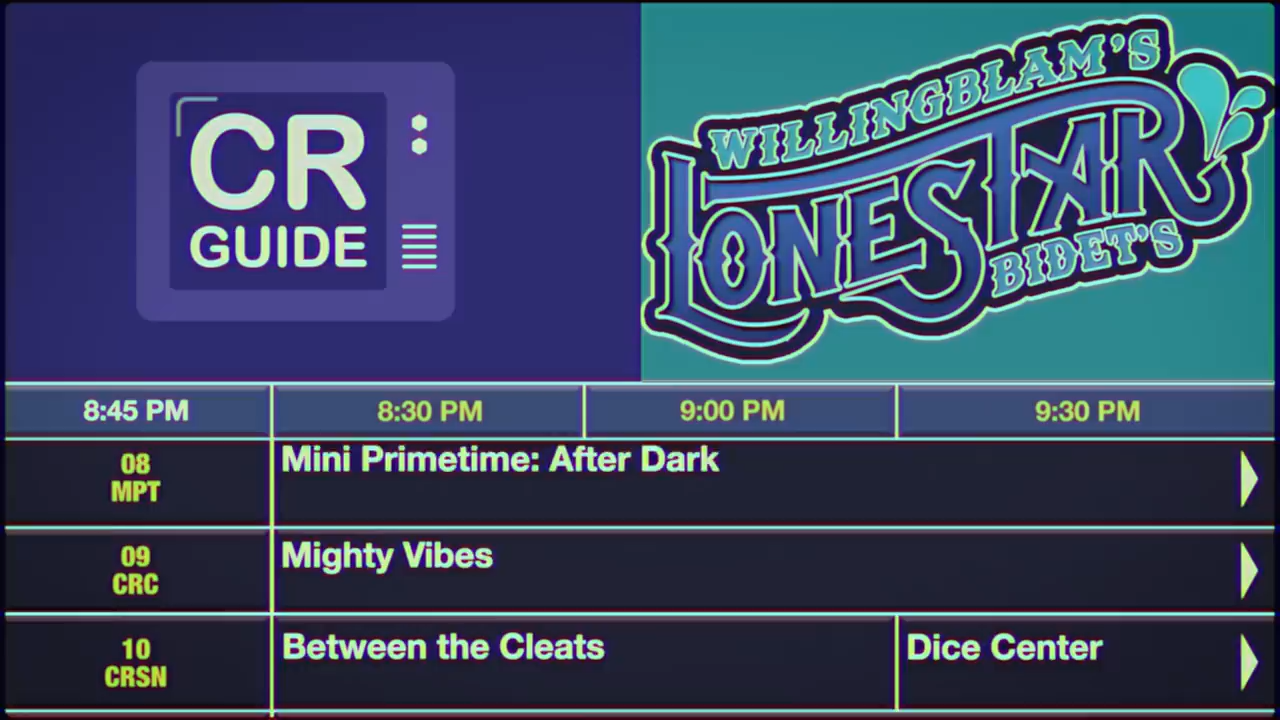 CR
GUIDE
WILLINGBLAM'S
LONESTAR
BIDET'S
8:45 PM
8:30 PM
9:00 PM
9:30 PM
08
MPT
Mini Primetime: After Dark
09
CRC
Mighty Vibes
10
CRSN
Between the Cleats
Dice Center